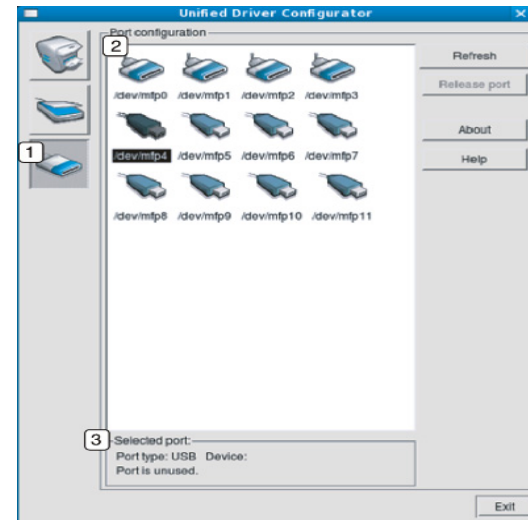 Unified Driver Configurator
Port configuration
2
/dev/mfp0 /dev/mfp1 /dev/mfp2 /dev/mfp3
/dev/mfp4 /dev/mfp5 /dev/mfp6 /dev/mfp7
/dev/mfp8 /dev/mfp9 /dev/mfp10 /dev/mfp11
Refresh
Release port
About
Help
1
3
Selected port:
Port type: USB Device:
Port is unused.
Exit